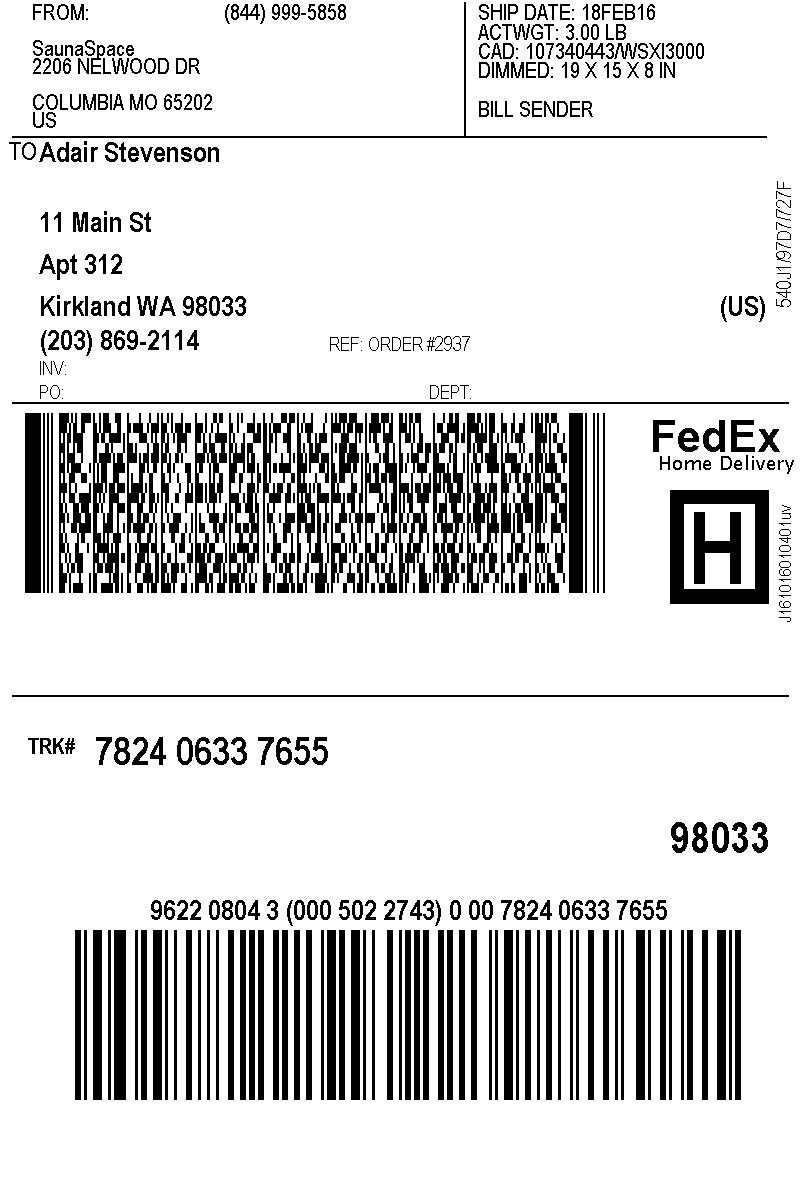 FROM: (844) 999-5858
SaunaSpace
2206 NELWOOD DR
COLUMBIA MO 65202
US
SHIP DATE: 18FEB16
ACTWGT: 3.00 LB
CAD: 107340443/WSXI3000
DIMMED: 19 X 15 X 8 IN
BILL SENDER
TO Adair Stevenson
11 Main St
Apt 312
Kirkland WA 98033 (US)
(203) 869-2114 REF: ORDER #2937
INV:
PO: DEPT:
540J1/97D7/727F
FedEx
Home Delivery
H
J161016010401uv
TRK# 7824 0633 7655
98033
9622 0804 3 (000 502 2743) 0 00 7824 0633 7655